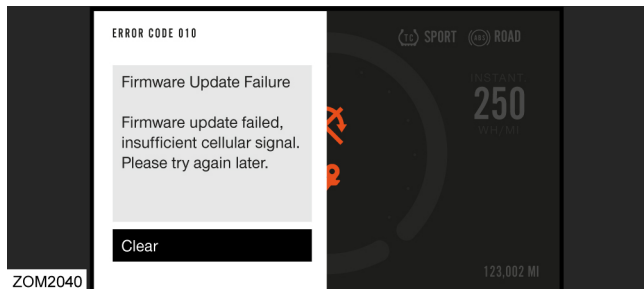 ERROR CODE 010
Firmware Update Failure
Firmware update failed,
insufficient cellular signal.
Please try again later.
Clear
TC SPORT ABS ROAD
INSTANT
250
WH/MI
123,002 MI
ZOM2040